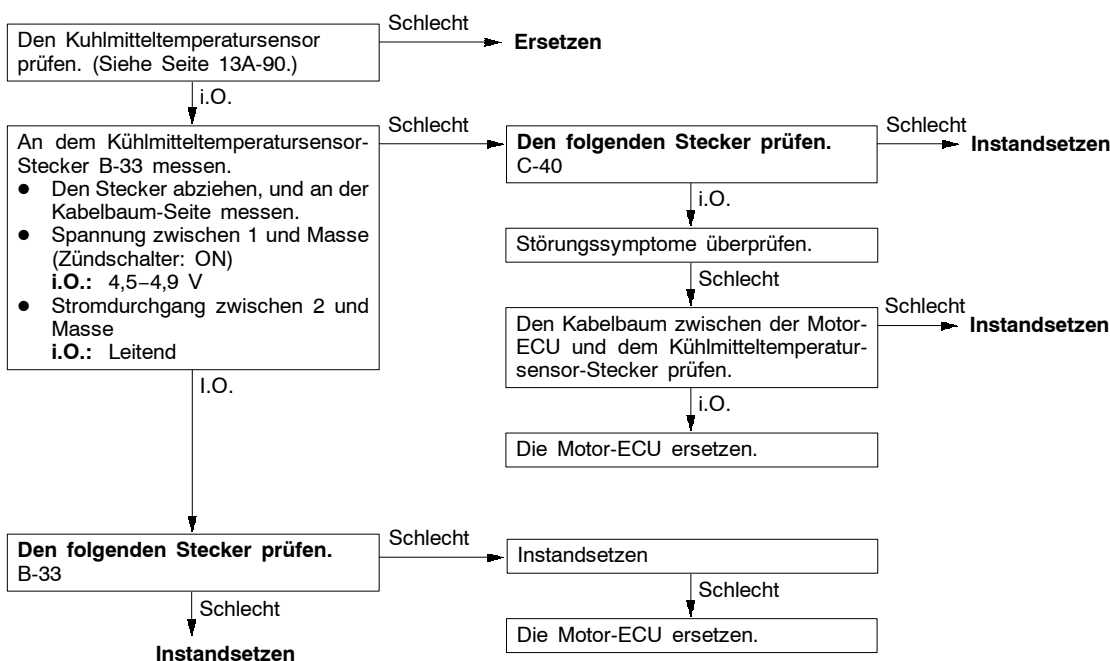 Den Kuhlmitteltemperatursensor
prüfen. (Siehe Seite 13A-90.)
Schlecht
Ersetzen
i.O.
An dem Kühlmitteltemperatursensor-
Stecker B-33 messen.
● Den Stecker abziehen, und an der
Kabelbaum-Seite messen.
● Spannung zwischen 1 und Masse
(Zündschalter: ON)
i.O.: 4,5–4,9 V
● Stromdurchgang zwischen 2 und
Masse
i.O.: Leitend
Schlecht
Den folgenden Stecker prüfen.
C-40
Schlecht
Instandsetzen
i.O.
Störungssymptome überprüfen.
Schlecht
Den Kabelbaum zwischen der Motor-
ECU und dem Kühlmitteltemperatur-
sensor-Stecker prüfen.
Schlecht
Instandsetzen
i.O.
Die Motor-ECU ersetzen.
I.O.
Den folgenden Stecker prüfen.
B-33
Schlecht
Instandsetzen
Schlecht
Die Motor-ECU ersetzen.
Schlecht
Instandsetzen